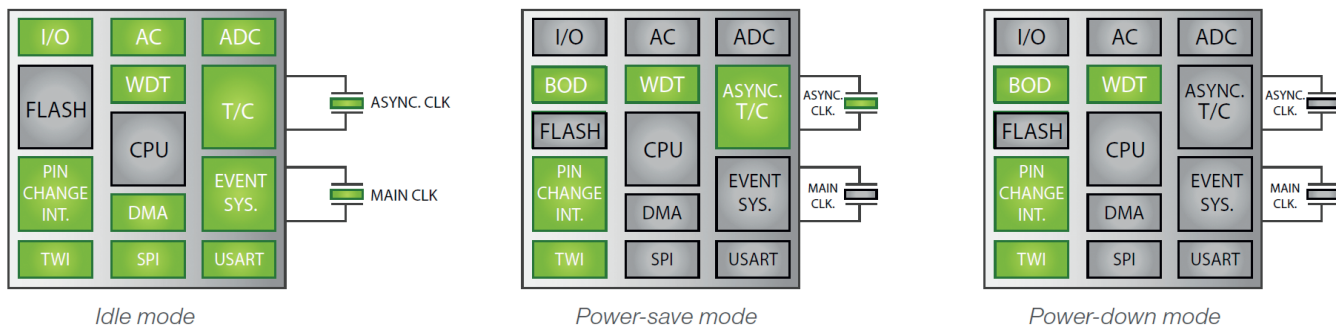 I/O
AC
ADC
WDT
FLASH
T/C
CPU
PIN
CHANGE
INT.
EVENT
SYS.
DMA
TWI
SPI
USART
ASYNC. CLK
MAIN CLK
Idle mode
I/O
AC
ADC
BOD
WDT
ASYNC.
T/C
FLASH
CPU
PIN
CHANGE
INT.
EVENT
SYS.
DMA
TWI
SPI
USART
ASYNC.
CLK.
MAIN
CLK.
Power-save mode
I/O
AC
ADC
BOD
WDT
ASYNC.
T/C
FLASH
CPU
PIN
CHANGE
INT.
EVENT
SYS.
DMA
TWI
SPI
USART
ASYNC.
CLK.
MAIN
CLK.
Power-down mode